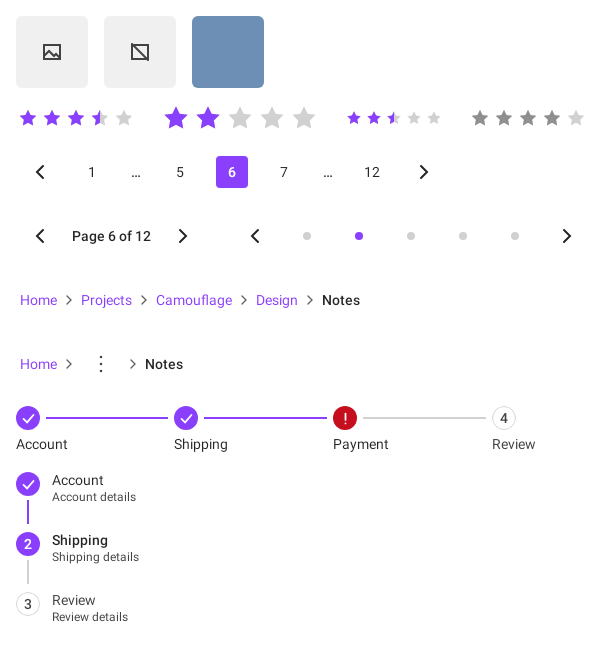 1 ... 5 6 7 ... 12
Page 6 of 12
Home Projects Camouflage Design Notes
Home Notes
! 4
Account Shipping Payment Review
Account
Account details
2 Shipping
Shipping details
3 Review
Review details